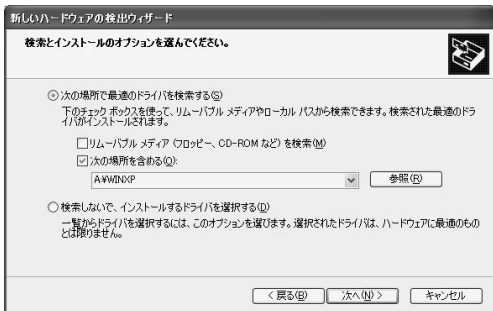 新しいハードウェアの検出ウィザード
検索とインストールのオプションを選んでください。
次の場所で最適のドライバを検索する(S)
下のチェック ボックスを使って、リムーバブル メディアやローカル パスから検索できます。検索された最適のドラ
イバがインストールされます。
リムーバブル メディア (フロッピー、CD-ROM など) を検索(M)
次の場所を含める(O):
A:¥WINXP
参照(R)
検索しないで、インストールするドライバを選択する(D)
一覧からドライバを選択するには、このオプションを選びます。選択されたドライバは、ハードウェアに最適のもの
とは限りません。
< 戻る(B)
次へ(N) >
キャンセル